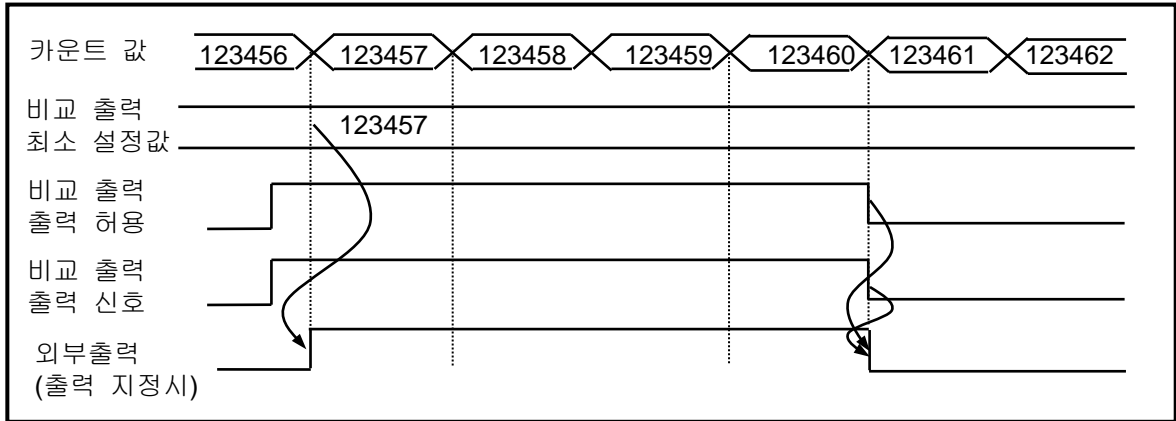 카운트 값
123456 123457 123458 123459 123460 123461 123462
비교 출력
최소 설정값
123457
비교 출력
출력 허용
비교 출력
출력 신호
외부출력
(출력 지정시)